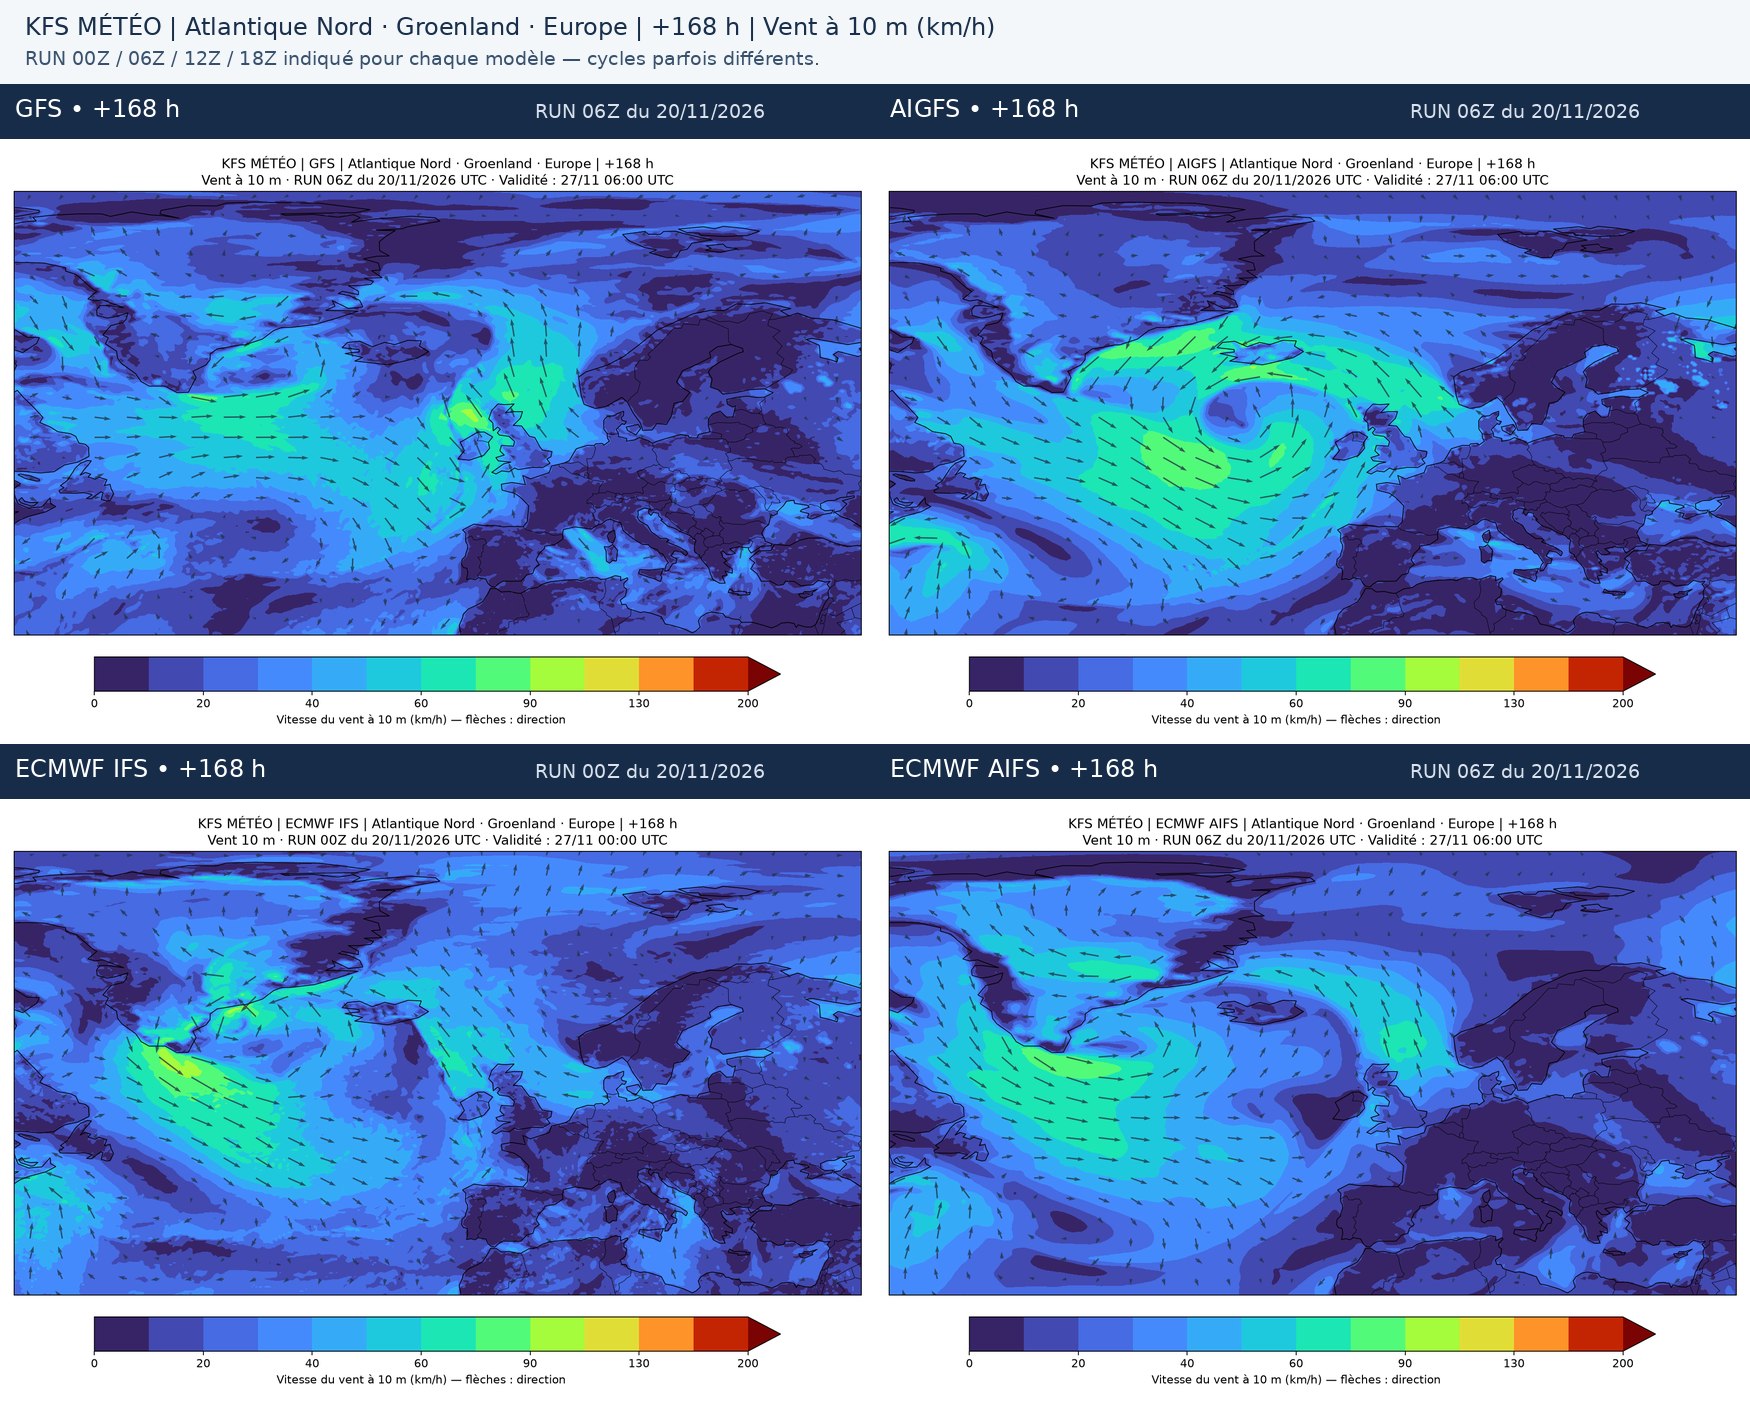 KFS MÉTÉO | Atlantique Nord · Groenland · Europe | +168 h | Vent à 10 m (km/h)
RUN 00Z / 06Z / 12Z / 18Z indiqué pour chaque modèle — cycles parfois différents.
GFS • +168 h
RUN 06Z du 20/11/2026
KFS MÉTÉO | GFS | Atlantique Nord · Groenland · Europe | +168 h
Vent à 10 m · RUN 06Z du 20/11/2026 UTC · Validité : 27/11 06:00 UTC
0 20 40 60 90 130 200
Vitesse du vent à 10 m (km/h) — flèches : direction
AIGFS • +168 h
RUN 06Z du 20/11/2026
KFS MÉTÉO | AIGFS | Atlantique Nord · Groenland · Europe | +168 h
Vent à 10 m · RUN 06Z du 20/11/2026 UTC · Validité : 27/11 06:00 UTC
0 20 40 60 90 130 200
Vitesse du vent à 10 m (km/h) — flèches : direction
ECMWF IFS • +168 h
RUN 00Z du 20/11/2026
KFS MÉTÉO | ECMWF IFS | Atlantique Nord · Groenland · Europe | +168 h
Vent 10 m · RUN 00Z du 20/11/2026 UTC · Validité : 27/11 00:00 UTC
0 20 40 60 90 130 200
Vitesse du vent à 10 m (km/h) — flèches : direction
ECMWF AIFS • +168 h
RUN 06Z du 20/11/2026
KFS MÉTÉO | ECMWF AIFS | Atlantique Nord · Groenland · Europe | +168 h
Vent 10 m · RUN 06Z du 20/11/2026 UTC · Validité : 27/11 06:00 UTC
0 20 40 60 90 130 200
Vitesse du vent à 10 m (km/h) — flèches : direction